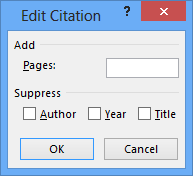 Edit Citation ?
Add
Pages:
Suppress
Author Year Title
OK Cancel